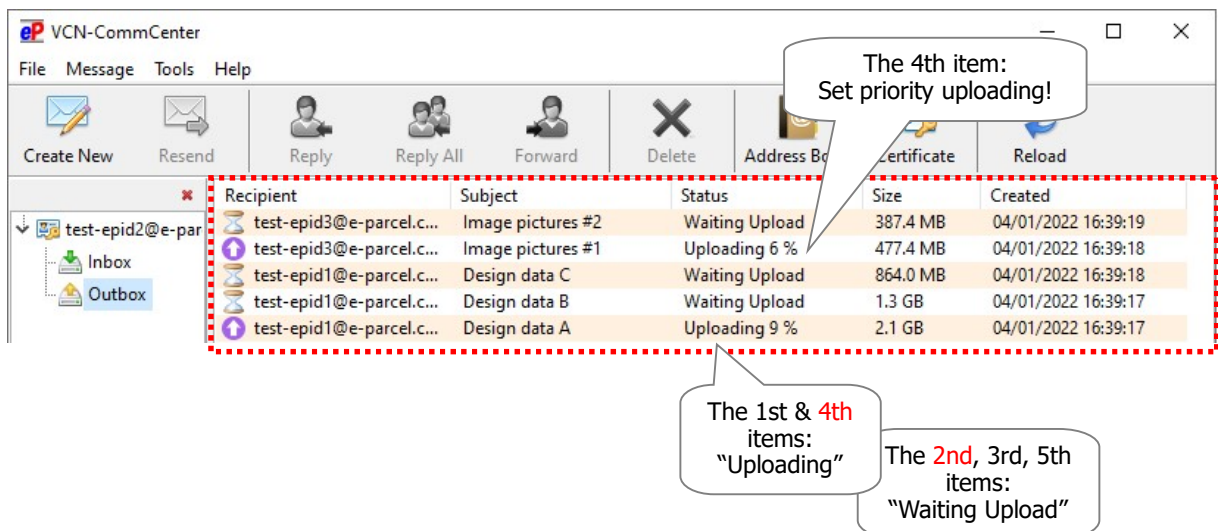 eP VCN-CommCenter
File Message Tools Help
The 4th item:
Set priority uploading!
Create New Resend Reply Reply All Forward Delete Address Bo ertificate Reload
Recipient Subject Status Size Created
test-epid2@e-par
Inbox
Outbox
test-epid3@e-parcel.c... Image pictures #2 Waiting Upload 387.4 MB 04/01/2022 16:39:19
test-epid3@e-parcel.c... Image pictures #1 Uploading 6 % 477.4 MB 04/01/2022 16:39:18
test-epid1@e-parcel.c... Design data C Waiting Upload 864.0 MB 04/01/2022 16:39:18
test-epid1@e-parcel.c... Design data B Waiting Upload 1.3 GB 04/01/2022 16:39:17
test-epid1@e-parcel.c... Design data A Uploading 9 % 2.1 GB 04/01/2022 16:39:17
The 1st & 4th
items:
“Uploading”
The 2nd, 3rd, 5th
items:
“Waiting Upload”